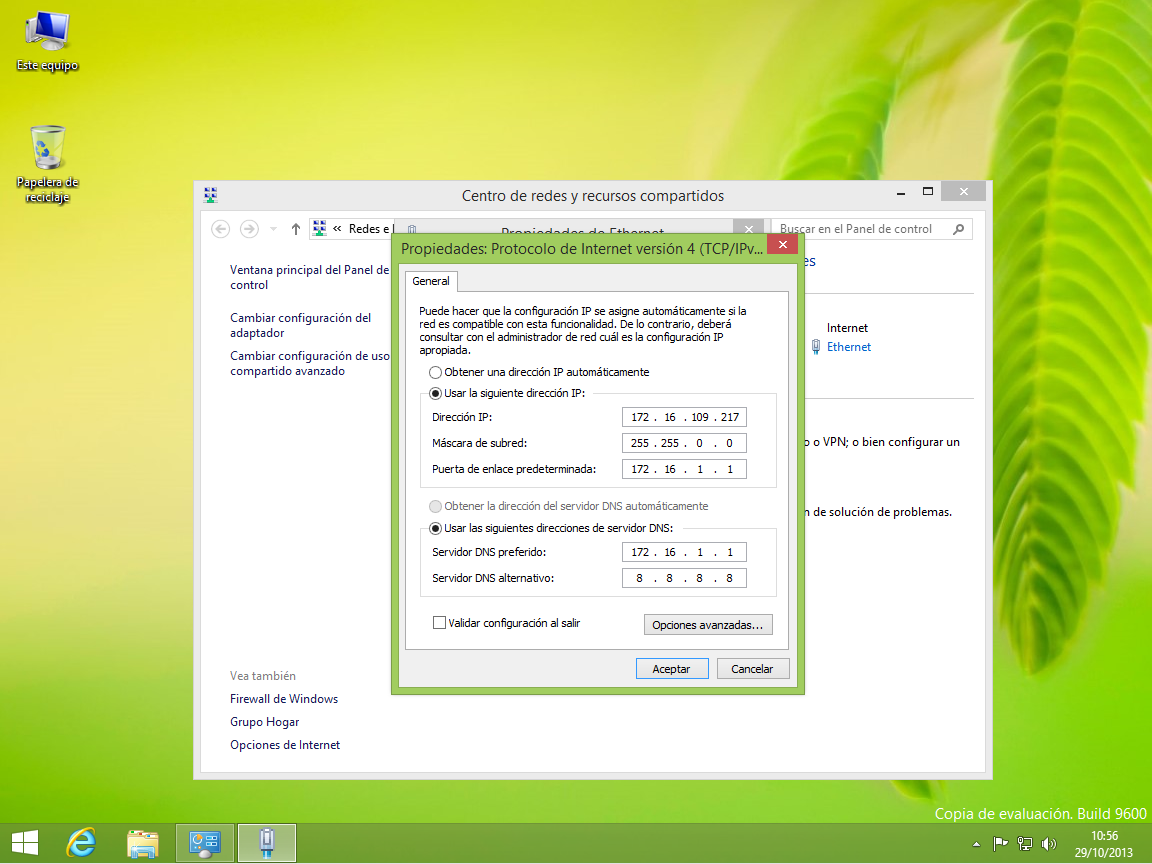 Este equipo
Papelera de
reciclaje
Centro de redes y recursos compartidos
« Redes e
Propiedades de Ethernet
Buscar en el Panel de control
Propiedades: Protocolo de Internet versión 4 (TCP/IPv...
Ventana principal del Panel de
control
Cambiar configuración del
adaptador
Cambiar configuración de uso
compartido avanzado
General
Puede hacer que la configuración IP se asigne automáticamente si la
red es compatible con esta funcionalidad. De lo contrario, deberá
consultar con el administrador de red cuál es la configuración IP
apropiada.
Obtener una dirección IP automáticamente
Usar la siguiente dirección IP:
Dirección IP: 172 . 16 . 109 . 217
Máscara de subred: 255 . 255 . 0 . 0
Puerta de enlace predeterminada: 172 . 16 . 1 . 1
Obtener la dirección del servidor DNS automáticamente
Usar las siguientes direcciones de servidor DNS:
Servidor DNS preferido: 172 . 16 . 1 . 1
Servidor DNS alternativo: 8 . 8 . 8 . 8
Validar configuración al salir
Opciones avanzadas...
Aceptar Cancelar
es
Internet
Ethernet
o o VPN; o bien configurar un
n de solución de problemas.
Vea también
Firewall de Windows
Grupo Hogar
Opciones de Internet
Copia de evaluación. Build 9600
10:56
29/10/2013